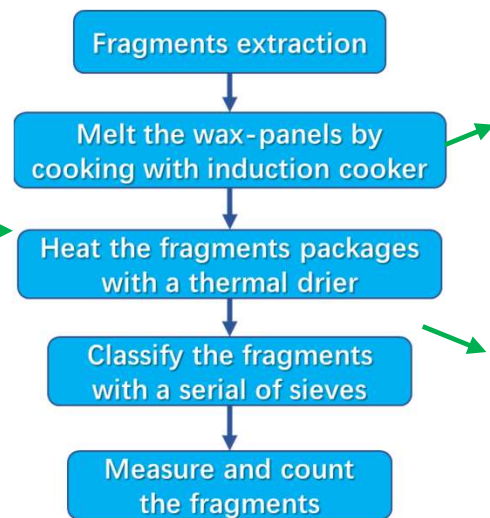 Fragments extraction
Melt the wax-panels by
cooking with induction cooker
Heat the fragments packages
with a thermal drier
Classify the fragments
with a serial of sieves
Measure and count
the fragments